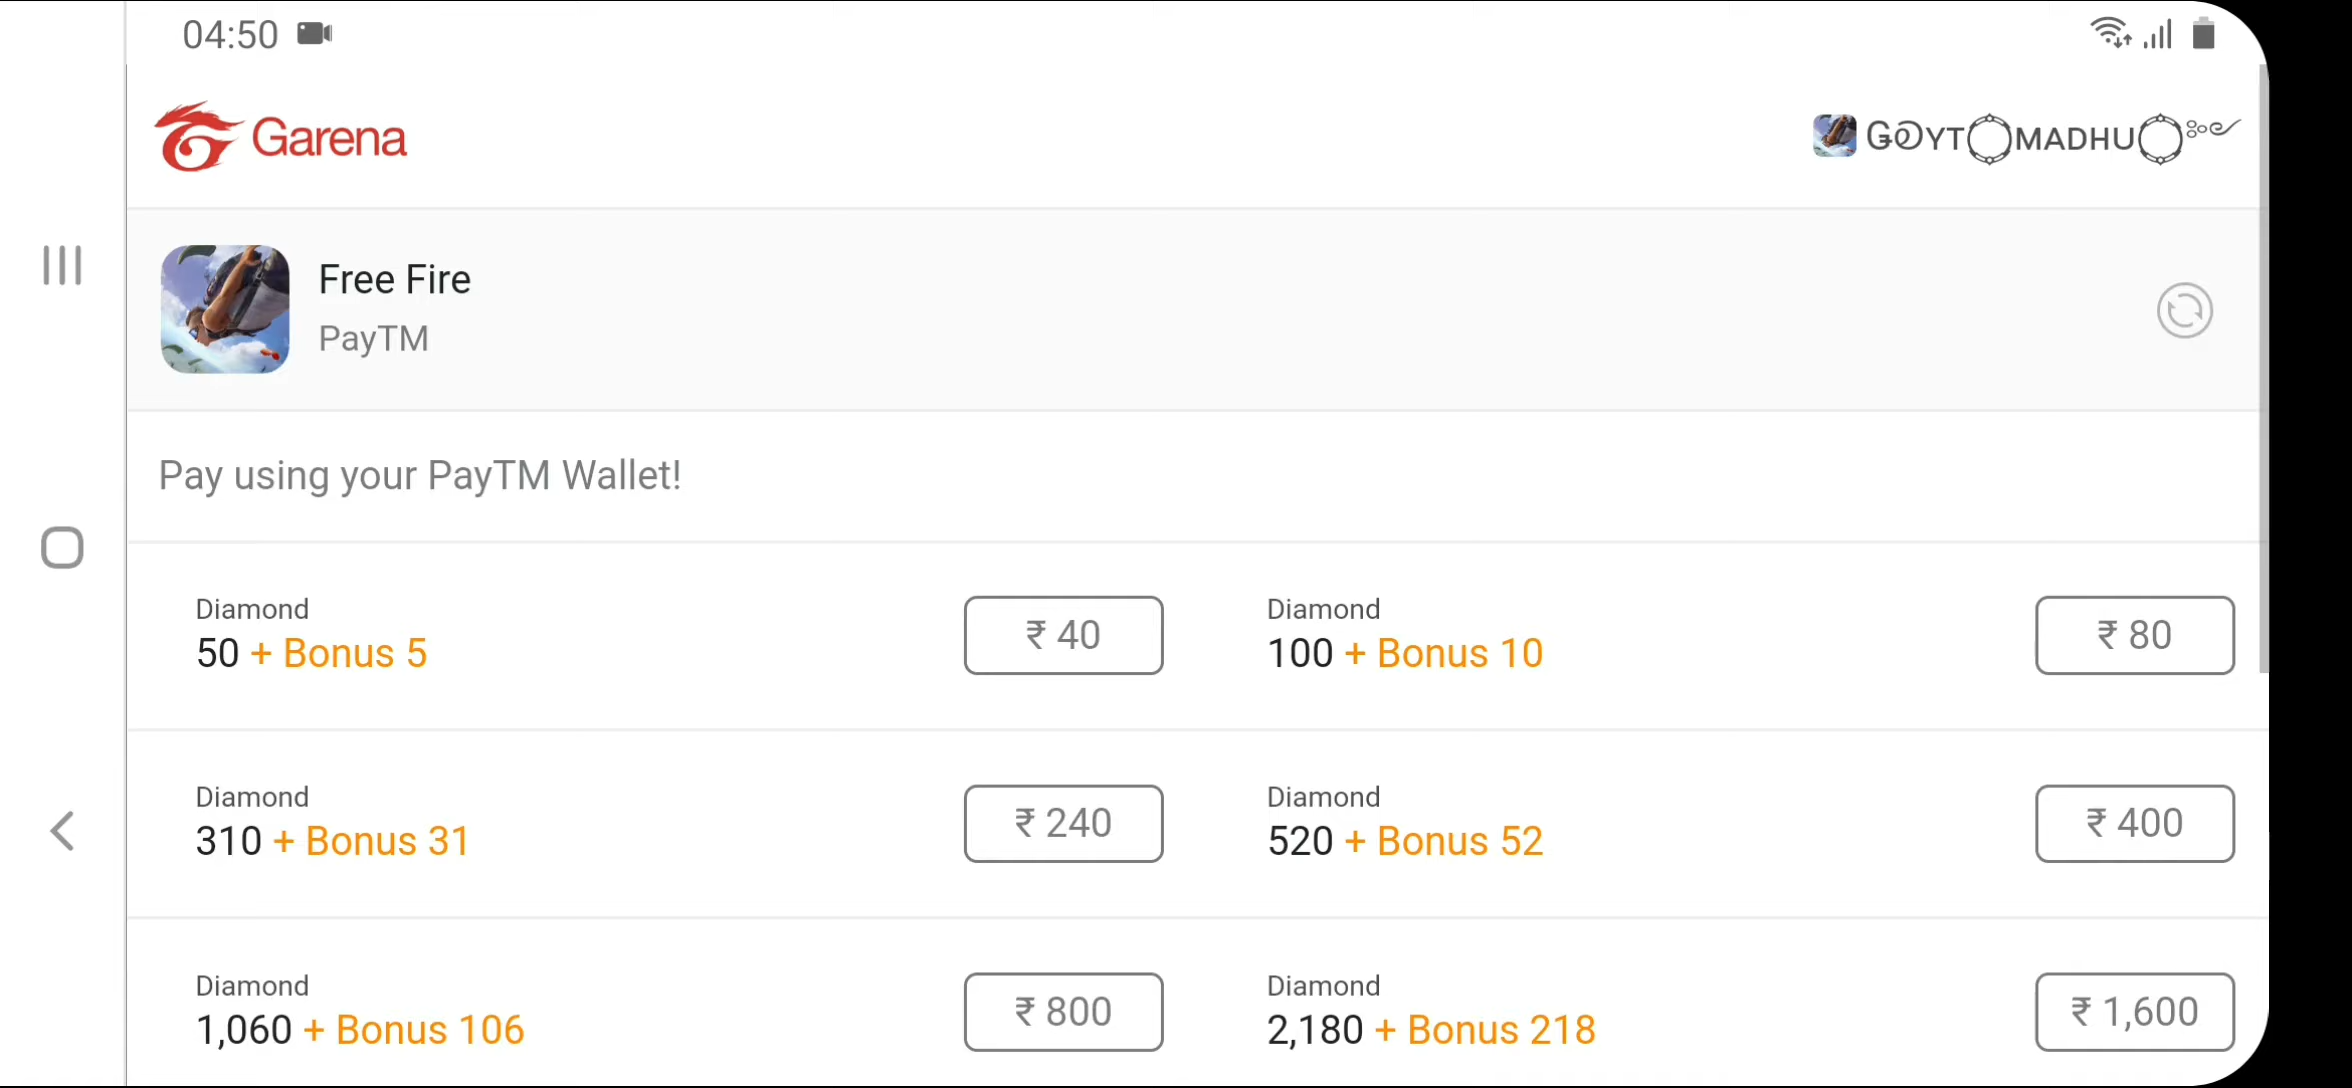 04:50
Garena
GOYT MADHU
Free Fire
PayTM
Pay using your PayTM Wallet!
Diamond
50 + Bonus 5
₹ 40
Diamond
100 + Bonus 10
₹ 80
Diamond
310 + Bonus 31
₹ 240
Diamond
520 + Bonus 52
₹ 400
Diamond
1,060 + Bonus 106
₹ 800
Diamond
2,180 + Bonus 218
₹ 1,600